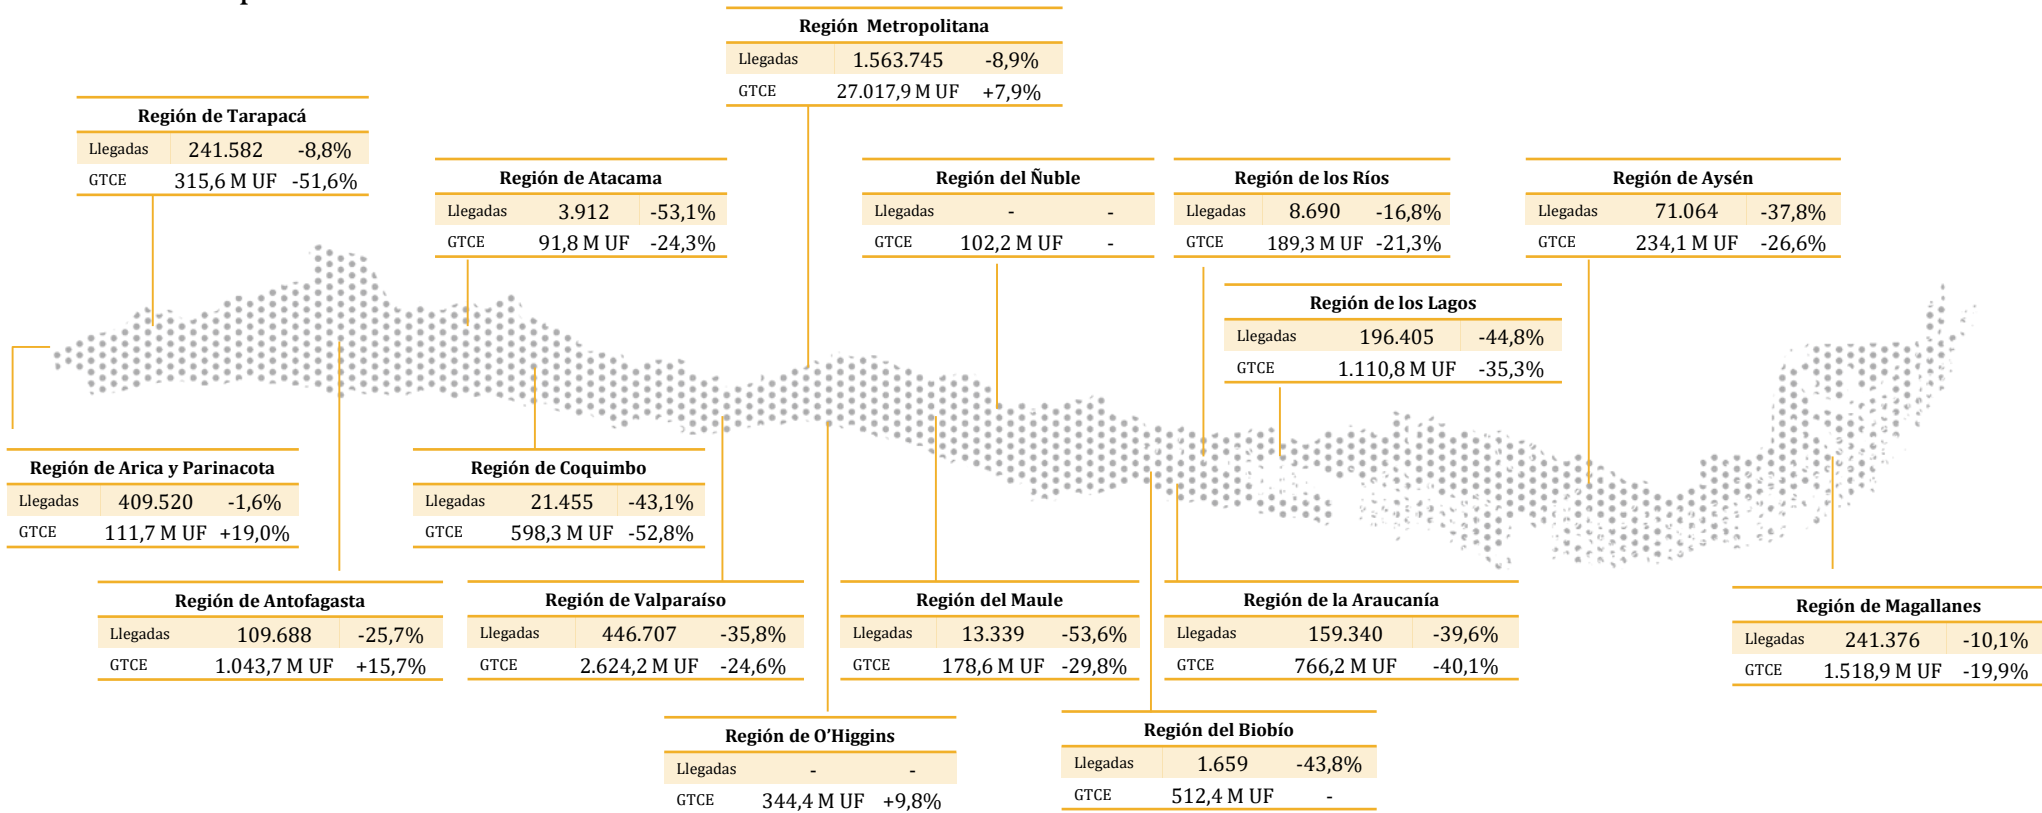 Región Metropolitana
Llegadas 1.563.745 -8,9%
GTCE 27.017,9 M UF +7,9%
Región de Tarapacá
Llegadas 241.582 -8,8%
GTCE 315,6 M UF -51,6%
Región de Atacama
Llegadas 3.912 -53,1%
GTCE 91,8 M UF -24,3%
Región del Ñuble
Llegadas - -
GTCE 102,2 M UF -
Región de los Ríos
Llegadas 8.690 -16,8%
GTCE 189,3 M UF -21,3%
Región de Aysén
Llegadas 71.064 -37,8%
GTCE 234,1 M UF -26,6%
Región de los Lagos
Llegadas 196.405 -44,8%
GTCE 1.110,8 M UF -35,3%
Región de Arica y Parinacota
Llegadas 409.520 -1,6%
GTCE 111,7 M UF +19,0%
Región de Coquimbo
Llegadas 21.455 -43,1%
GTCE 598,3 M UF -52,8%
Región de Antofagasta
Llegadas 109.688 -25,7%
GTCE 1.043,7 M UF +15,7%
Región de Valparaíso
Llegadas 446.707 -35,8%
GTCE 2.624,2 M UF -24,6%
Región del Maule
Llegadas 13.339 -53,6%
GTCE 178,6 M UF -29,8%
Región de la Araucanía
Llegadas 159.340 -39,6%
GTCE 766,2 M UF -40,1%
Región de Magallanes
Llegadas 241.376 -10,1%
GTCE 1.518,9 M UF -19,9%
Región de O’Higgins
Llegadas - -
GTCE 344,4 M UF +9,8%
Región del Biobío
Llegadas 1.659 -43,8%
GTCE 512,4 M UF -